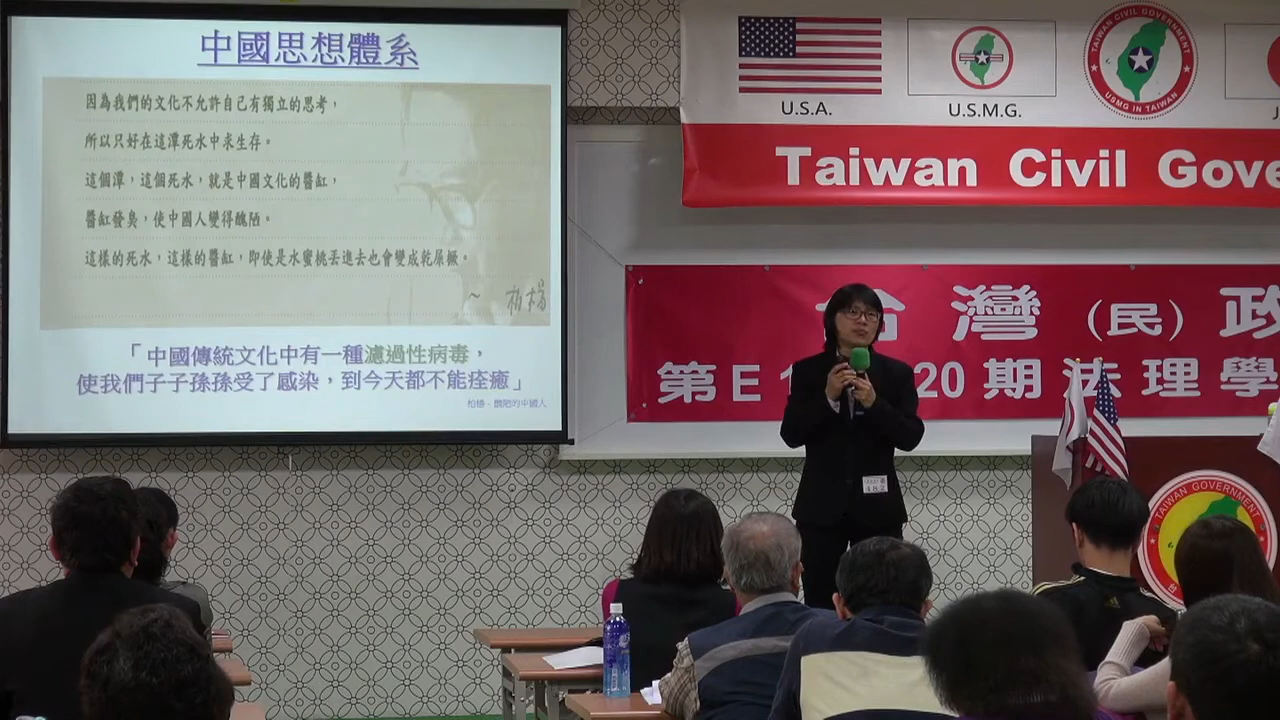 中國思想體系
因為我們的文化不允許自己有獨立的思考，
所以只好在這潭死水中求生存。
這個潭，這個死水，就是中國文化的醬缸，
醬缸發臭，使中國人變得醜陋。
這樣的死水，這樣的醬缸，即使是水蜜桃丟進去也會變成乾屎橛。
~ 柏楊
「中國傳統文化中有一種濾過性病毒，
使我們子子孫孫受了感染，到今天都不能痊癒」
柏楊 - 醜陋的中國人
U.S.A.
U.S.M.G.
TAIWAN CIVIL GOVERNMENT
USMG IN TAIWAN
Taiwan Civil Gove
台灣（民）政
第E1 20期法理學
TAIWAN GOVERNMENT